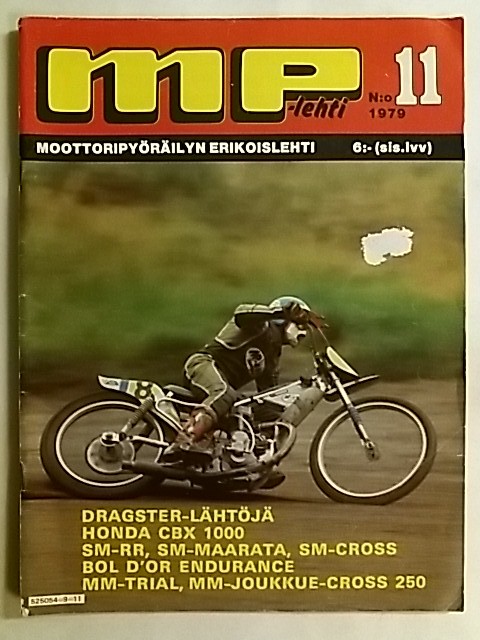 MP
-lehti
N:o 11
1979
MOOTTORIPYÖRÄILYN ERIKOISLEHTI 6:- (sis.lvv)
8
DRAGSTER-LÄHTÖJÄ
HONDA CBX 1000
SM-RR, SM-MAARATA, SM-CROSS
BOL D'OR ENDURANCE
MM-TRIAL, MM-JOUKKUE-CROSS 250
525054-9-11